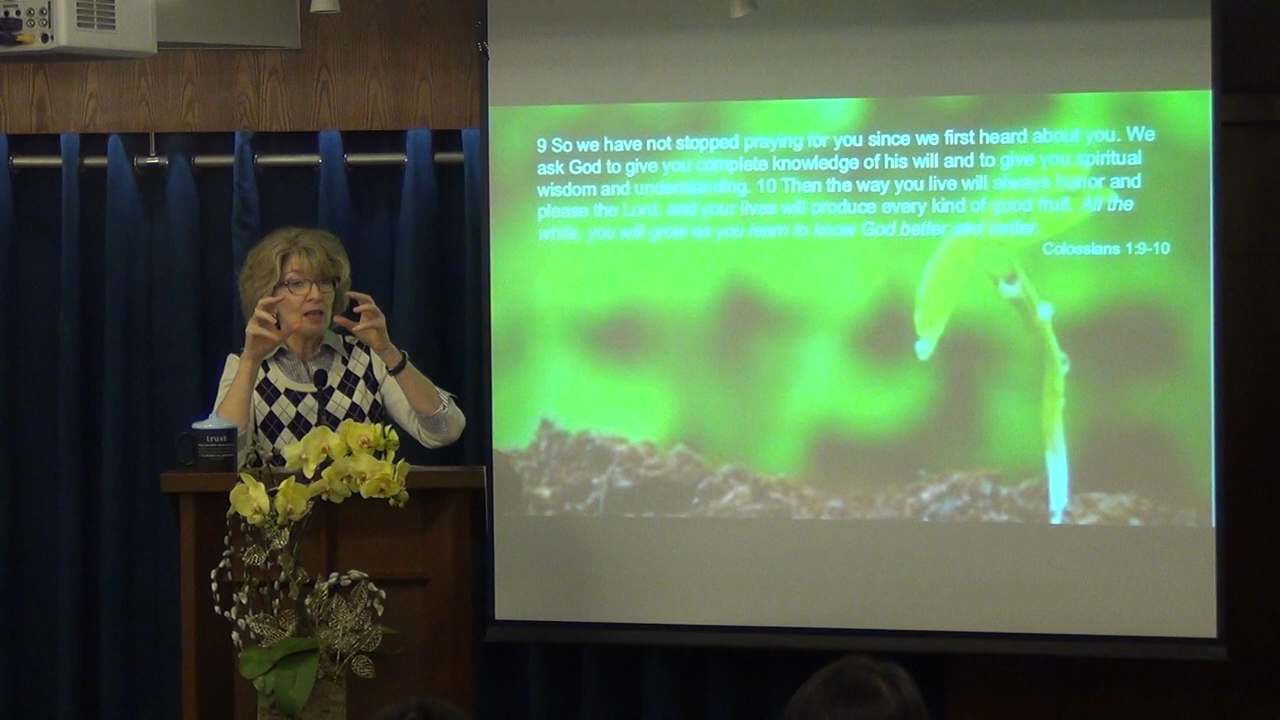 9 So we have not stopped praying for you since we first heard about you. We
ask God to give you complete knowledge of his will and to give you spiritual
wisdom and understanding. 10 Then the way you live will always honor and
please the Lord, and your lives will produce every kind of good fruit. All the
while, you will grow as you learn to know God better and better.
Colossians 1:9-10
trust